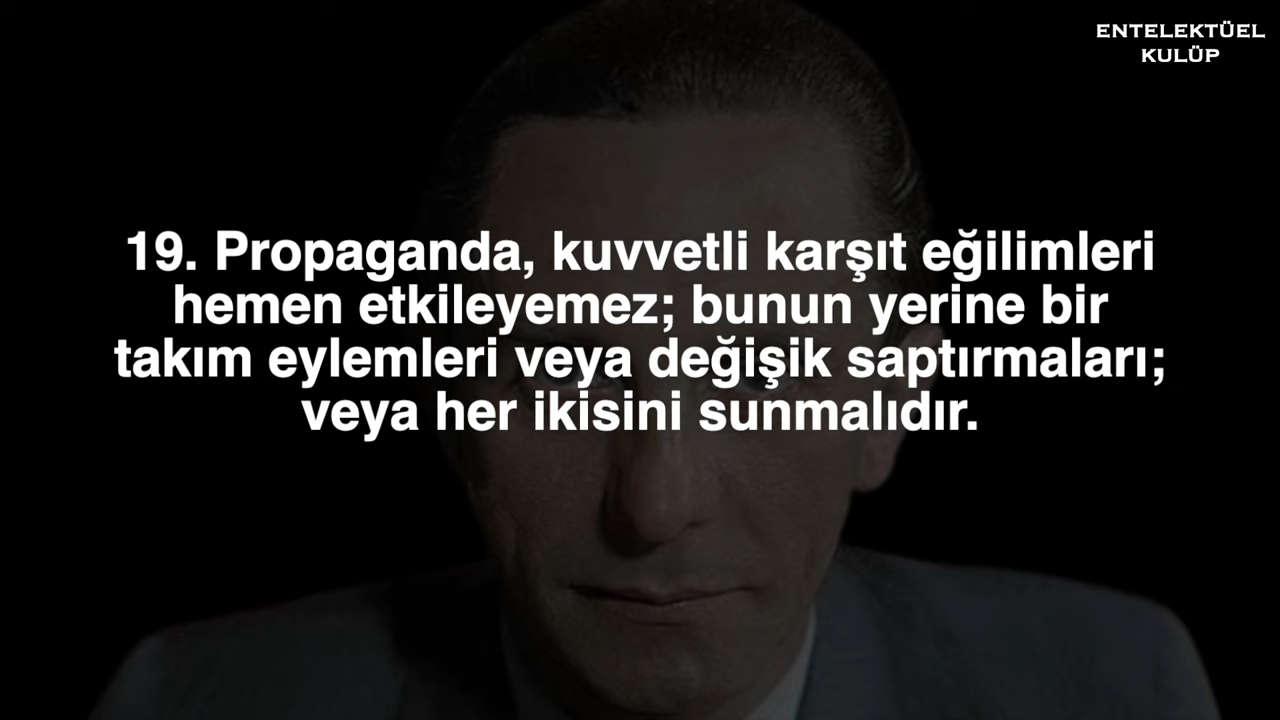 ENTELEKTÜEL
KULÜP
19. Propaganda, kuvvetli karşıt eğilimleri
hemen etkileyemez; bunun yerine bir
takım eylemleri veya değişik saptırmaları;
veya her ikisini sunmalıdır.